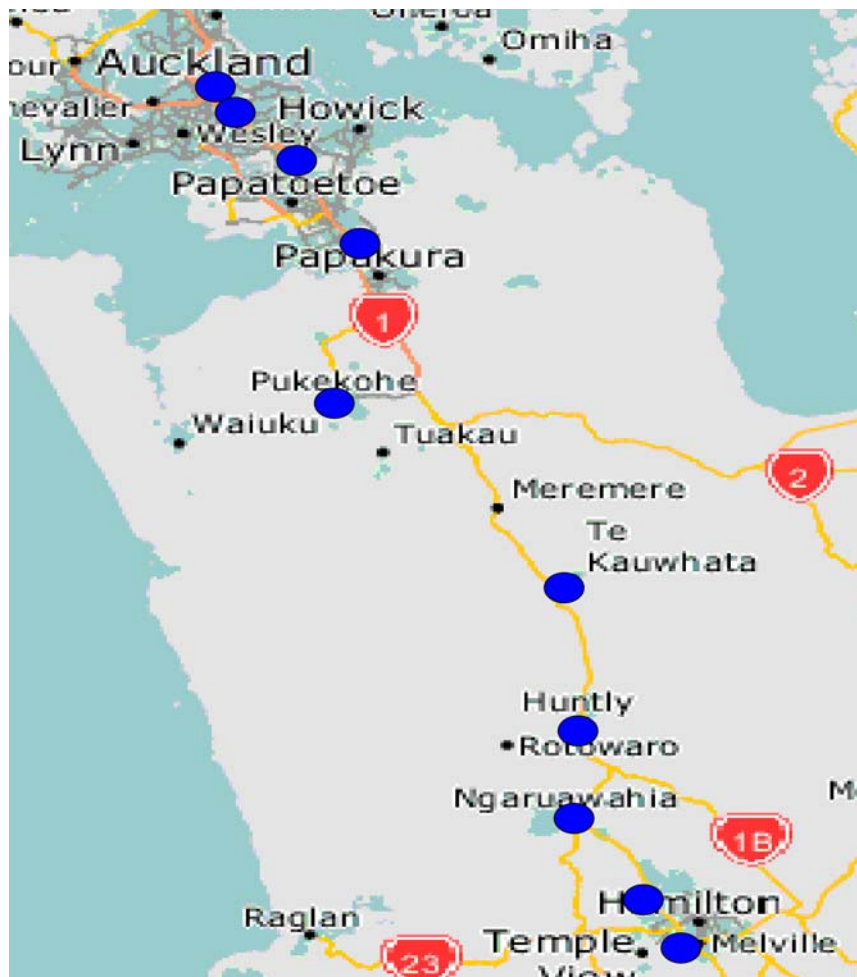 Omiha
Auckland
Howick
Wesley
Lynn
Papatoetoe
Papakura
1
Pukekohe
Waiuku
Tuakau
2
Meremere
Te
Kauwhata
Huntly
Rotowaro
Ngaruawahia
1B
Hamilton
Raglan
Temple
Melville
23
View